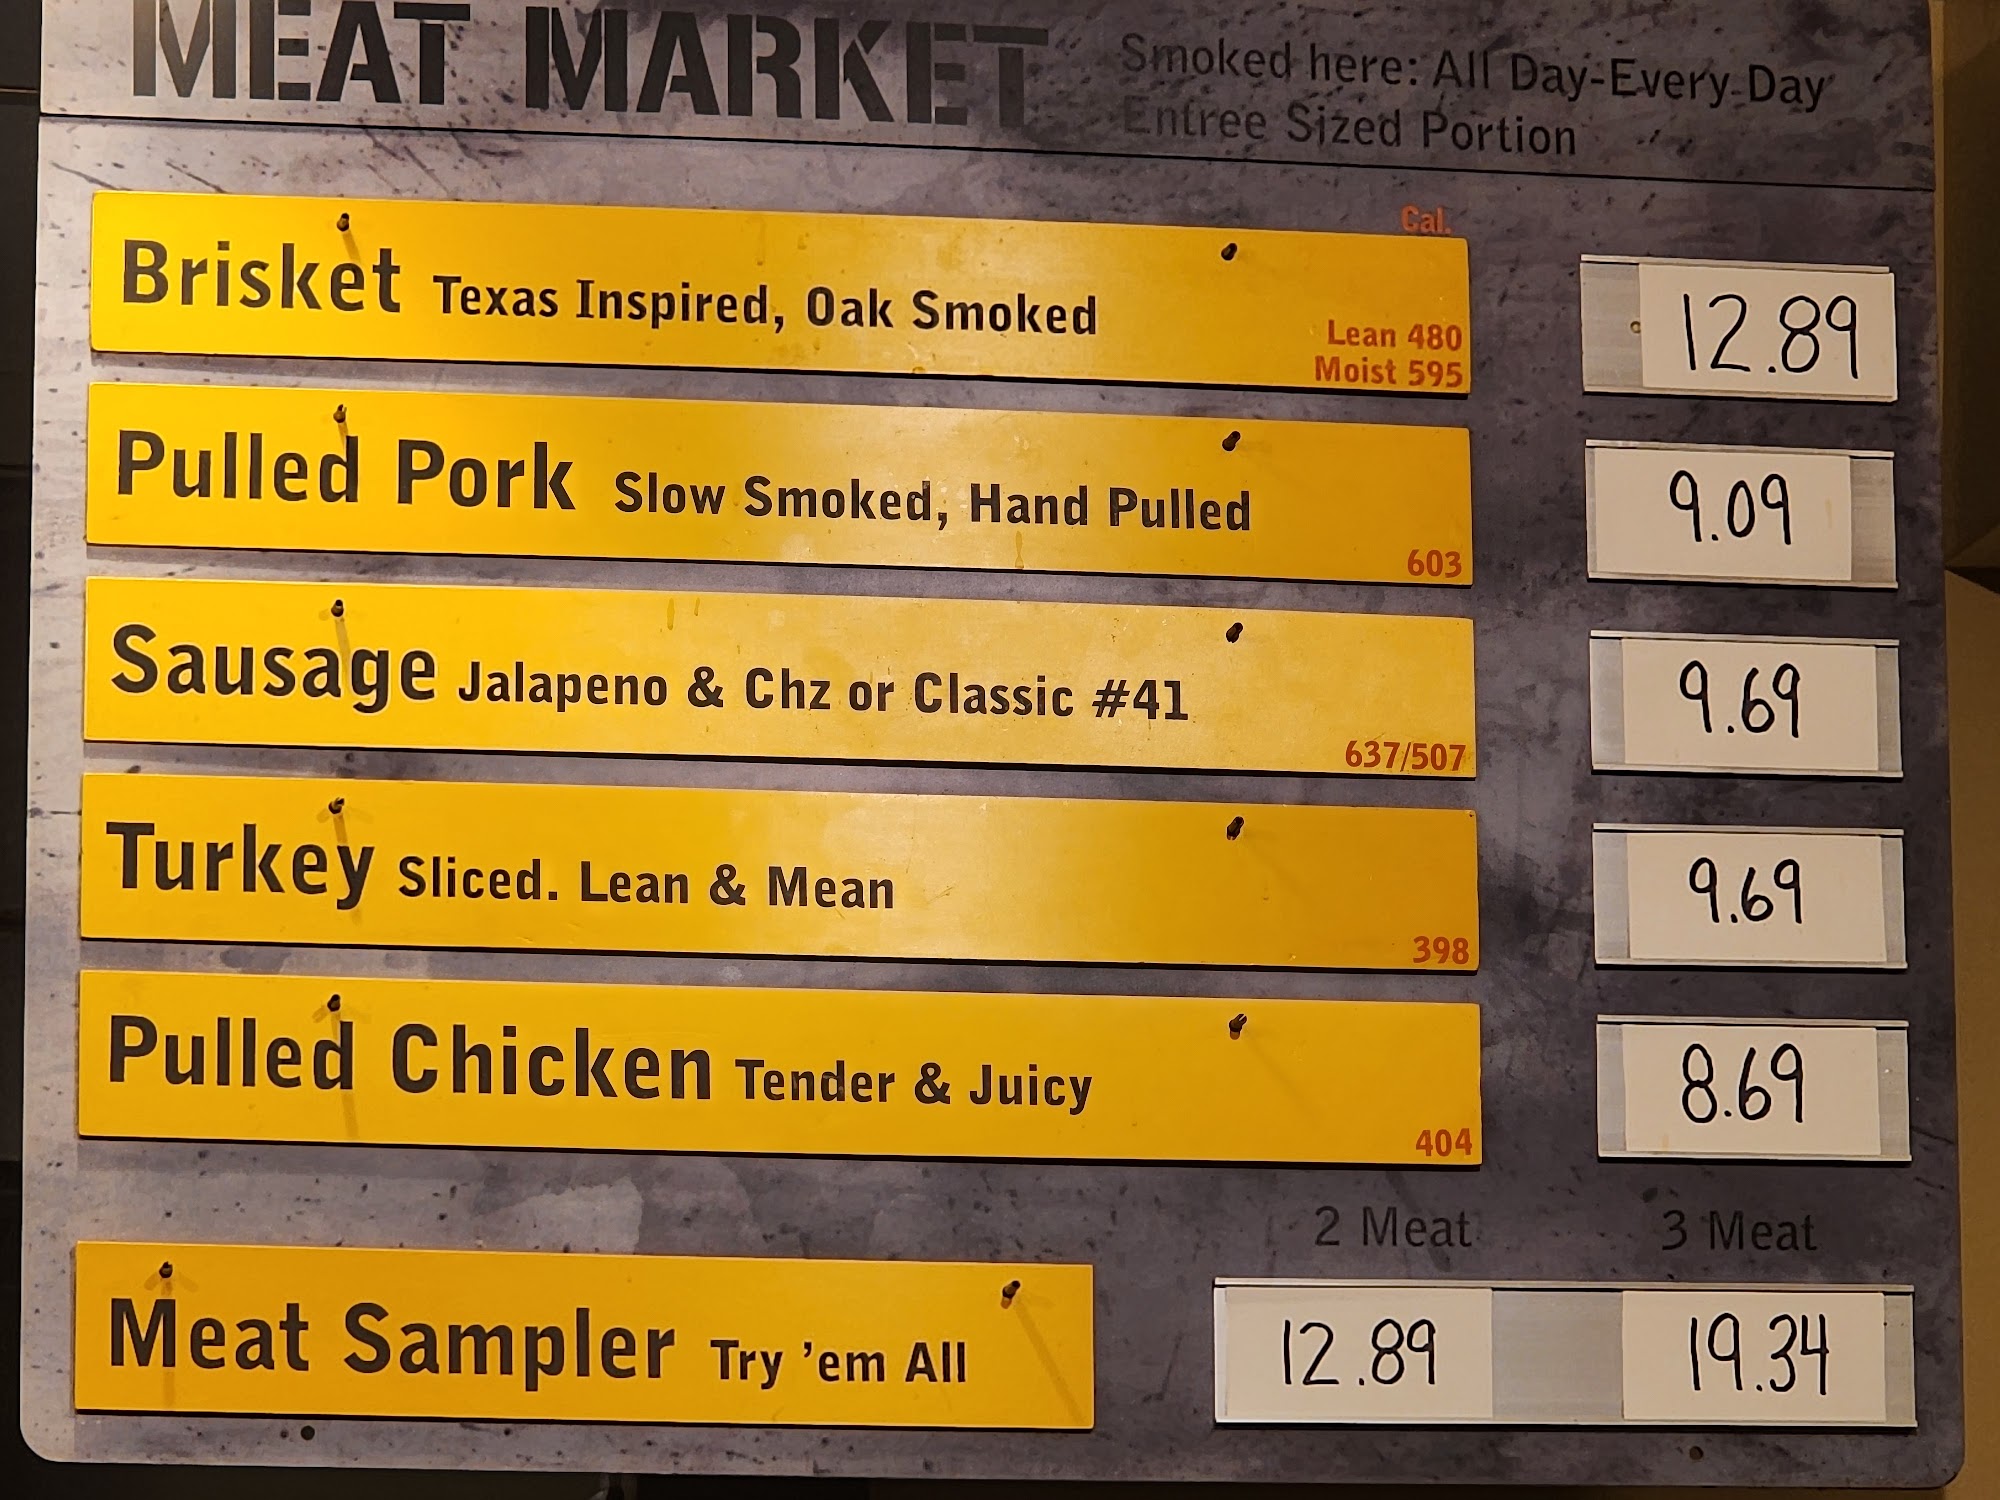 MEAT MARKET
Smoked here: All Day-Every Day
Entree Sized Portion
Cal.
Brisket Texas Inspired, Oak Smoked
Lean 480
Moist 595
12.89
Pulled Pork Slow Smoked, Hand Pulled
603
9.09
Sausage Jalapeno & Chz or Classic #41
637/507
9.69
Turkey Sliced. Lean & Mean
398
9.69
Pulled Chicken Tender & Juicy
404
8.69
2 Meat 3 Meat
Meat Sampler Try 'em All
12.89 19.34